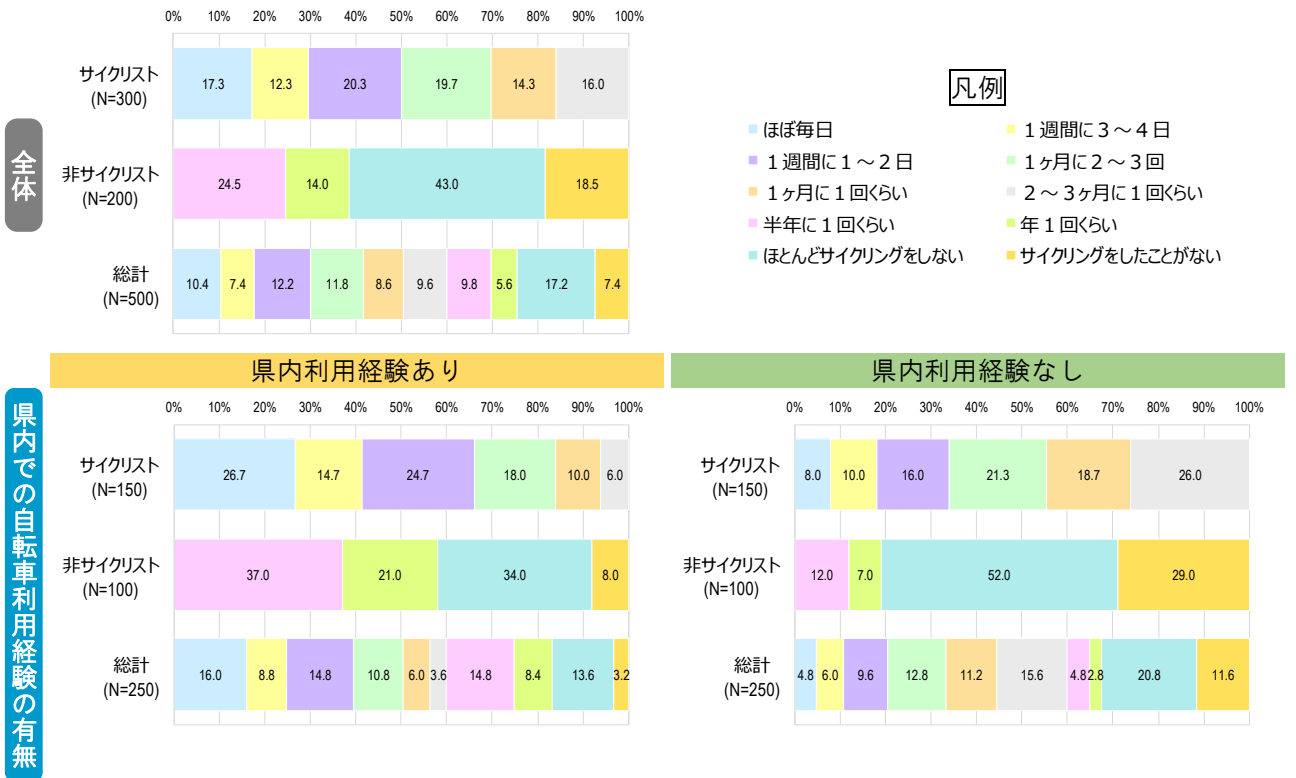 0% 10% 20% 30% 40% 50% 60% 70% 80% 90% 100%
全体
サイクリスト
(N=300)
17.3 12.3 20.3 19.7 14.3 16.0
非サイクリスト
(N=200)
24.5 14.0 43.0 18.5
総計
(N=500)
10.4 7.4 12.2 11.8 8.6 9.6 9.8 5.6 17.2 7.4
凡例
ほぼ毎日 1週間に3～4日
1週間に1～2日 1ヶ月に2～3回
1ヶ月に1回くらい 2～3ヶ月に1回くらい
半年に1回くらい 年1回くらい
ほとんどサイクリングをしない サイクリングをしたことがない
県内での自転車利用経験の有無
県内利用経験あり
0% 10% 20% 30% 40% 50% 60% 70% 80% 90% 100%
サイクリスト
(N=150)
26.7 14.7 24.7 18.0 10.0 6.0
非サイクリスト
(N=100)
37.0 21.0 34.0 8.0
総計
(N=250)
16.0 8.8 14.8 10.8 6.0 3.6 14.8 8.4 13.6 3.2
県内利用経験なし
0% 10% 20% 30% 40% 50% 60% 70% 80% 90% 100%
サイクリスト
(N=150)
8.0 10.0 16.0 21.3 18.7 26.0
非サイクリスト
(N=100)
12.0 7.0 52.0 29.0
総計
(N=250)
4.8 6.0 9.6 12.8 11.2 15.6 4.8 2.8 20.8 11.6